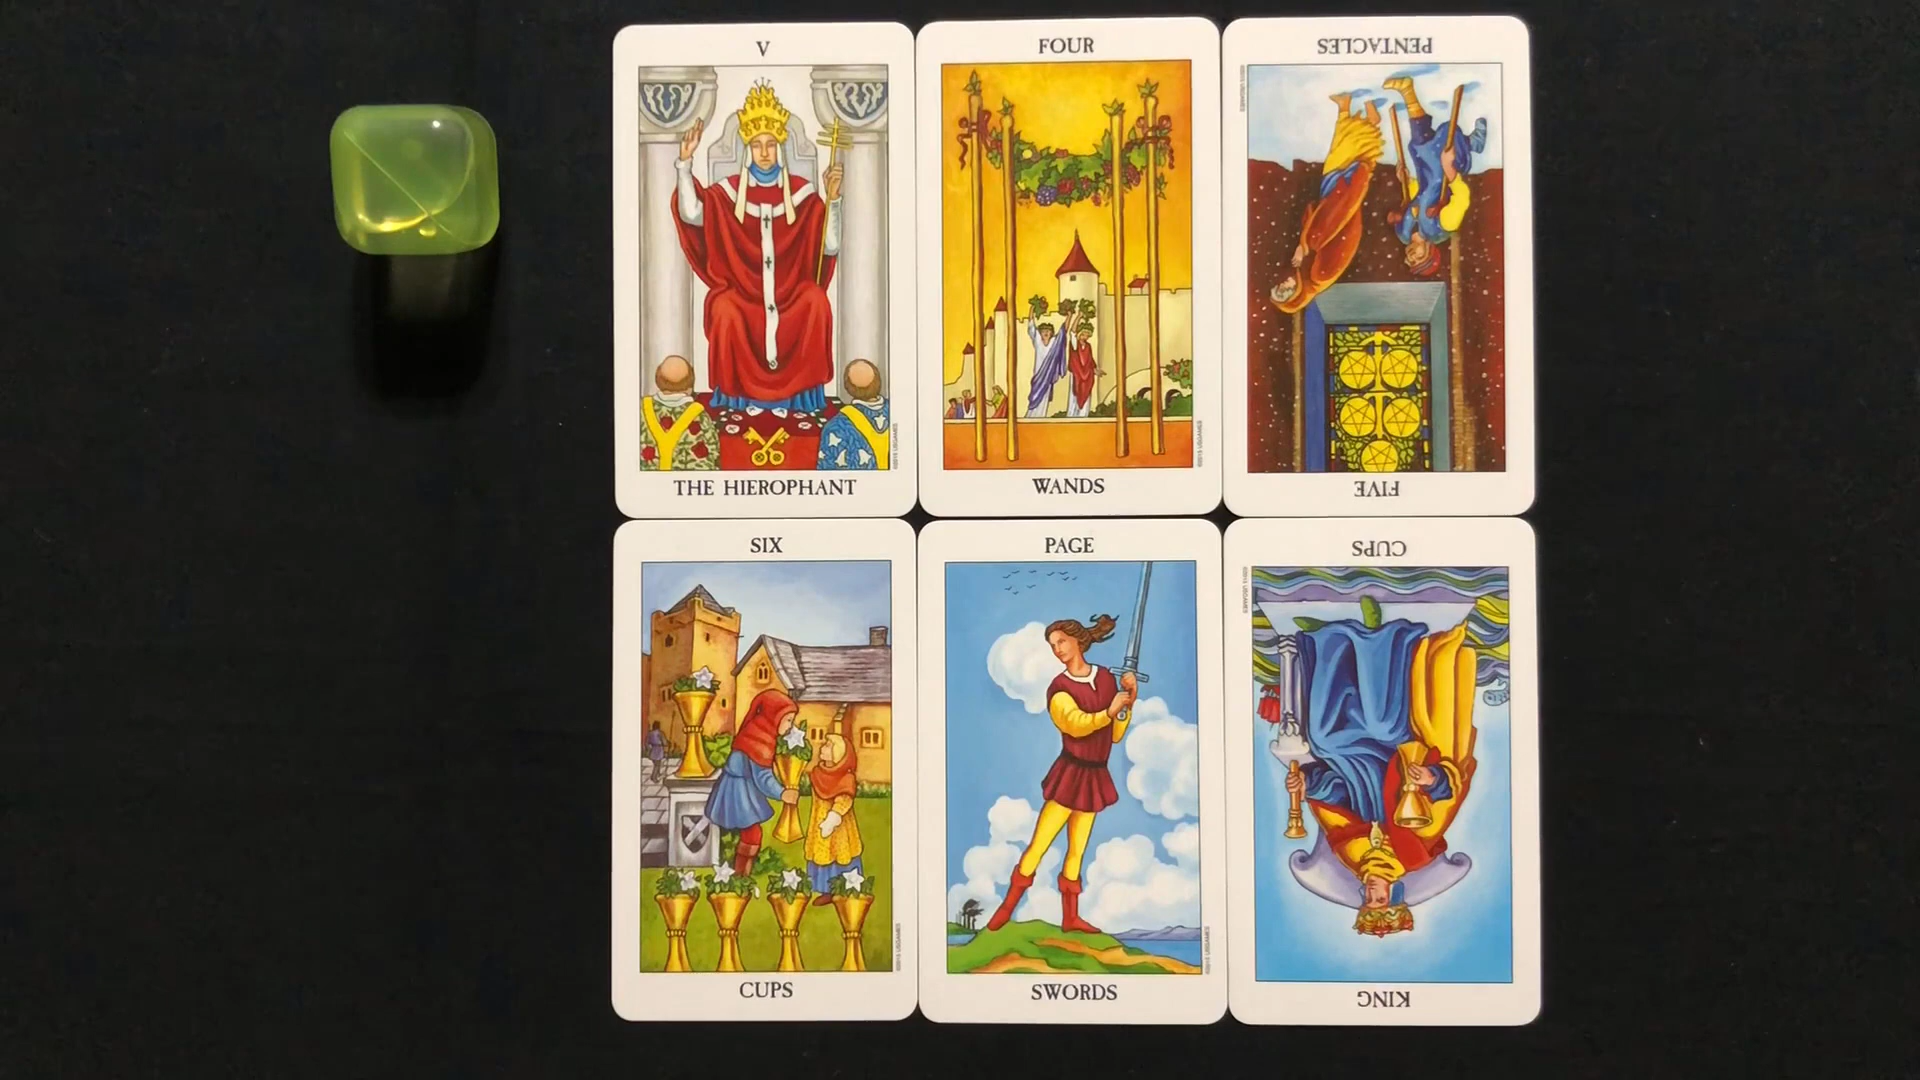 V
THE HIEROPHANT
FOUR
WANDS
PENTACLES
FIVE
SIX
CUPS
PAGE
SWORDS
CUPS
KING